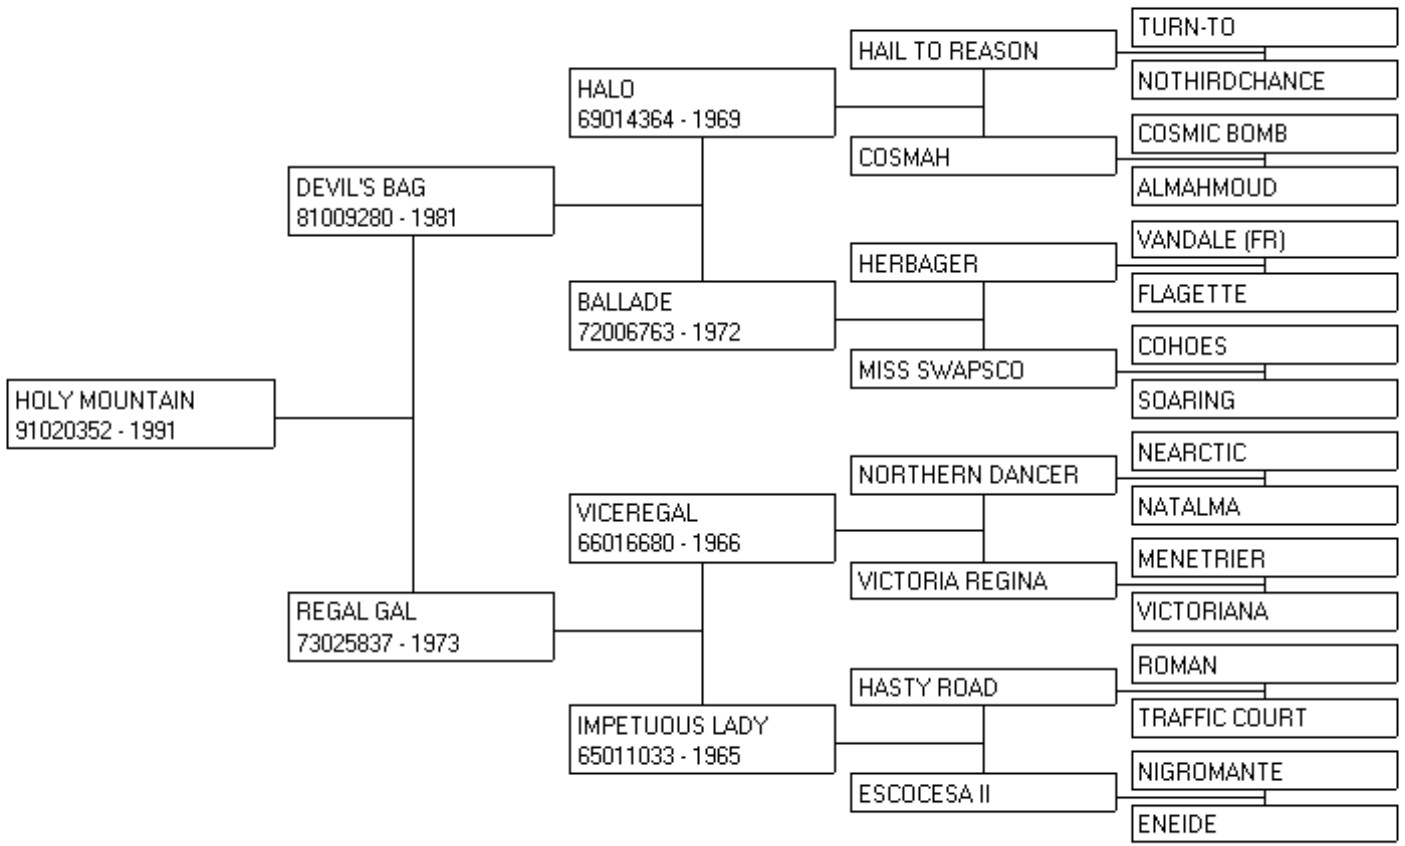 TURN-TO
HAIL TO REASON
NOTHIRDCHANCE
HALO
69014364 - 1969
COSMIC BOMB
COSMAH
ALMAHMOUD
DEVIL'S BAG
81009280 - 1981
VANDALE (FR)
HERBAGER
FLAGETTE
BALLADE
72006763 - 1972
COHOES
MISS SWAPSCO
SOARING
HOLY MOUNTAIN
91020352 - 1991
NEARCTIC
NORTHERN DANCER
NATALMA
VICEREGAL
66016680 - 1966
MENETRIER
VICTORIA REGINA
VICTORIANA
REGAL GAL
73025837 - 1973
ROMAN
HASTY ROAD
TRAFFIC COURT
IMPETUOUS LADY
65011033 - 1965
NIGROMANTE
ESCOCESA II
ENEIDE